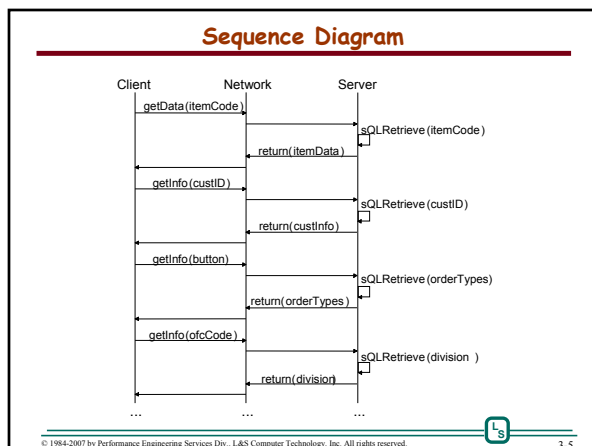 Sequence Diagram
Client Network Server
getData(itemCode)
sQLRetrieve(itemCode)
return(itemData)
getInfo(custID)
sQLRetrieve(custID)
return(custInfo)
getInfo(button)
sQLRetrieve(orderTypes)
return(orderTypes)
getInfo(ofcCode)
sQLRetrieve(division )
return(division)
... ... ...
L S
© 1984-2007 by Performance Engineering Services Div., L&S Computer Technology, Inc. All rights reserved. 3.5